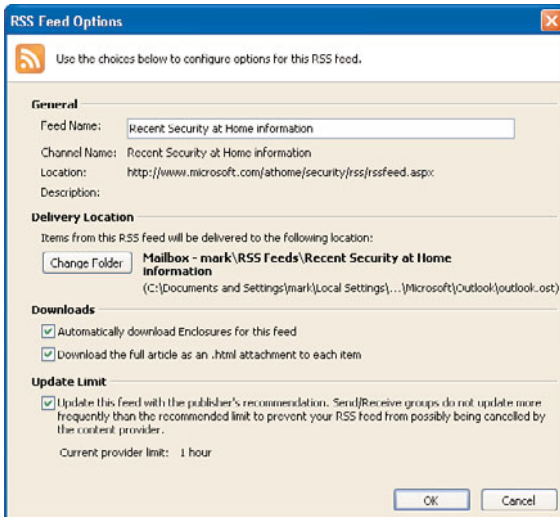 RSS Feed Options
Use the choices below to configure options for this RSS feed.
General
Feed Name: Recent Security at Home information
Channel Name: Recent Security at Home information
Location: http://www.microsoft.com/athome/security/rss/rssfeed.aspx
Description:
Delivery Location
Items from this RSS feed will be delivered to the following location:
Change Folder Mailbox - mark\RSS Feeds\Recent Security at Home
information
(C:\Documents and Settings\mark\Local Settings\...\Microsoft\Outlook\outlook.ost)
Downloads
Automatically download Enclosures for this feed
Download the full article as an .html attachment to each item
Update Limit
Update this feed with the publisher's recommendation. Send/Receive groups do not update more
frequently than the recommended limit to prevent your RSS feed from possibly being cancelled by
the content provider.
Current provider limit: 1 hour
OK Cancel